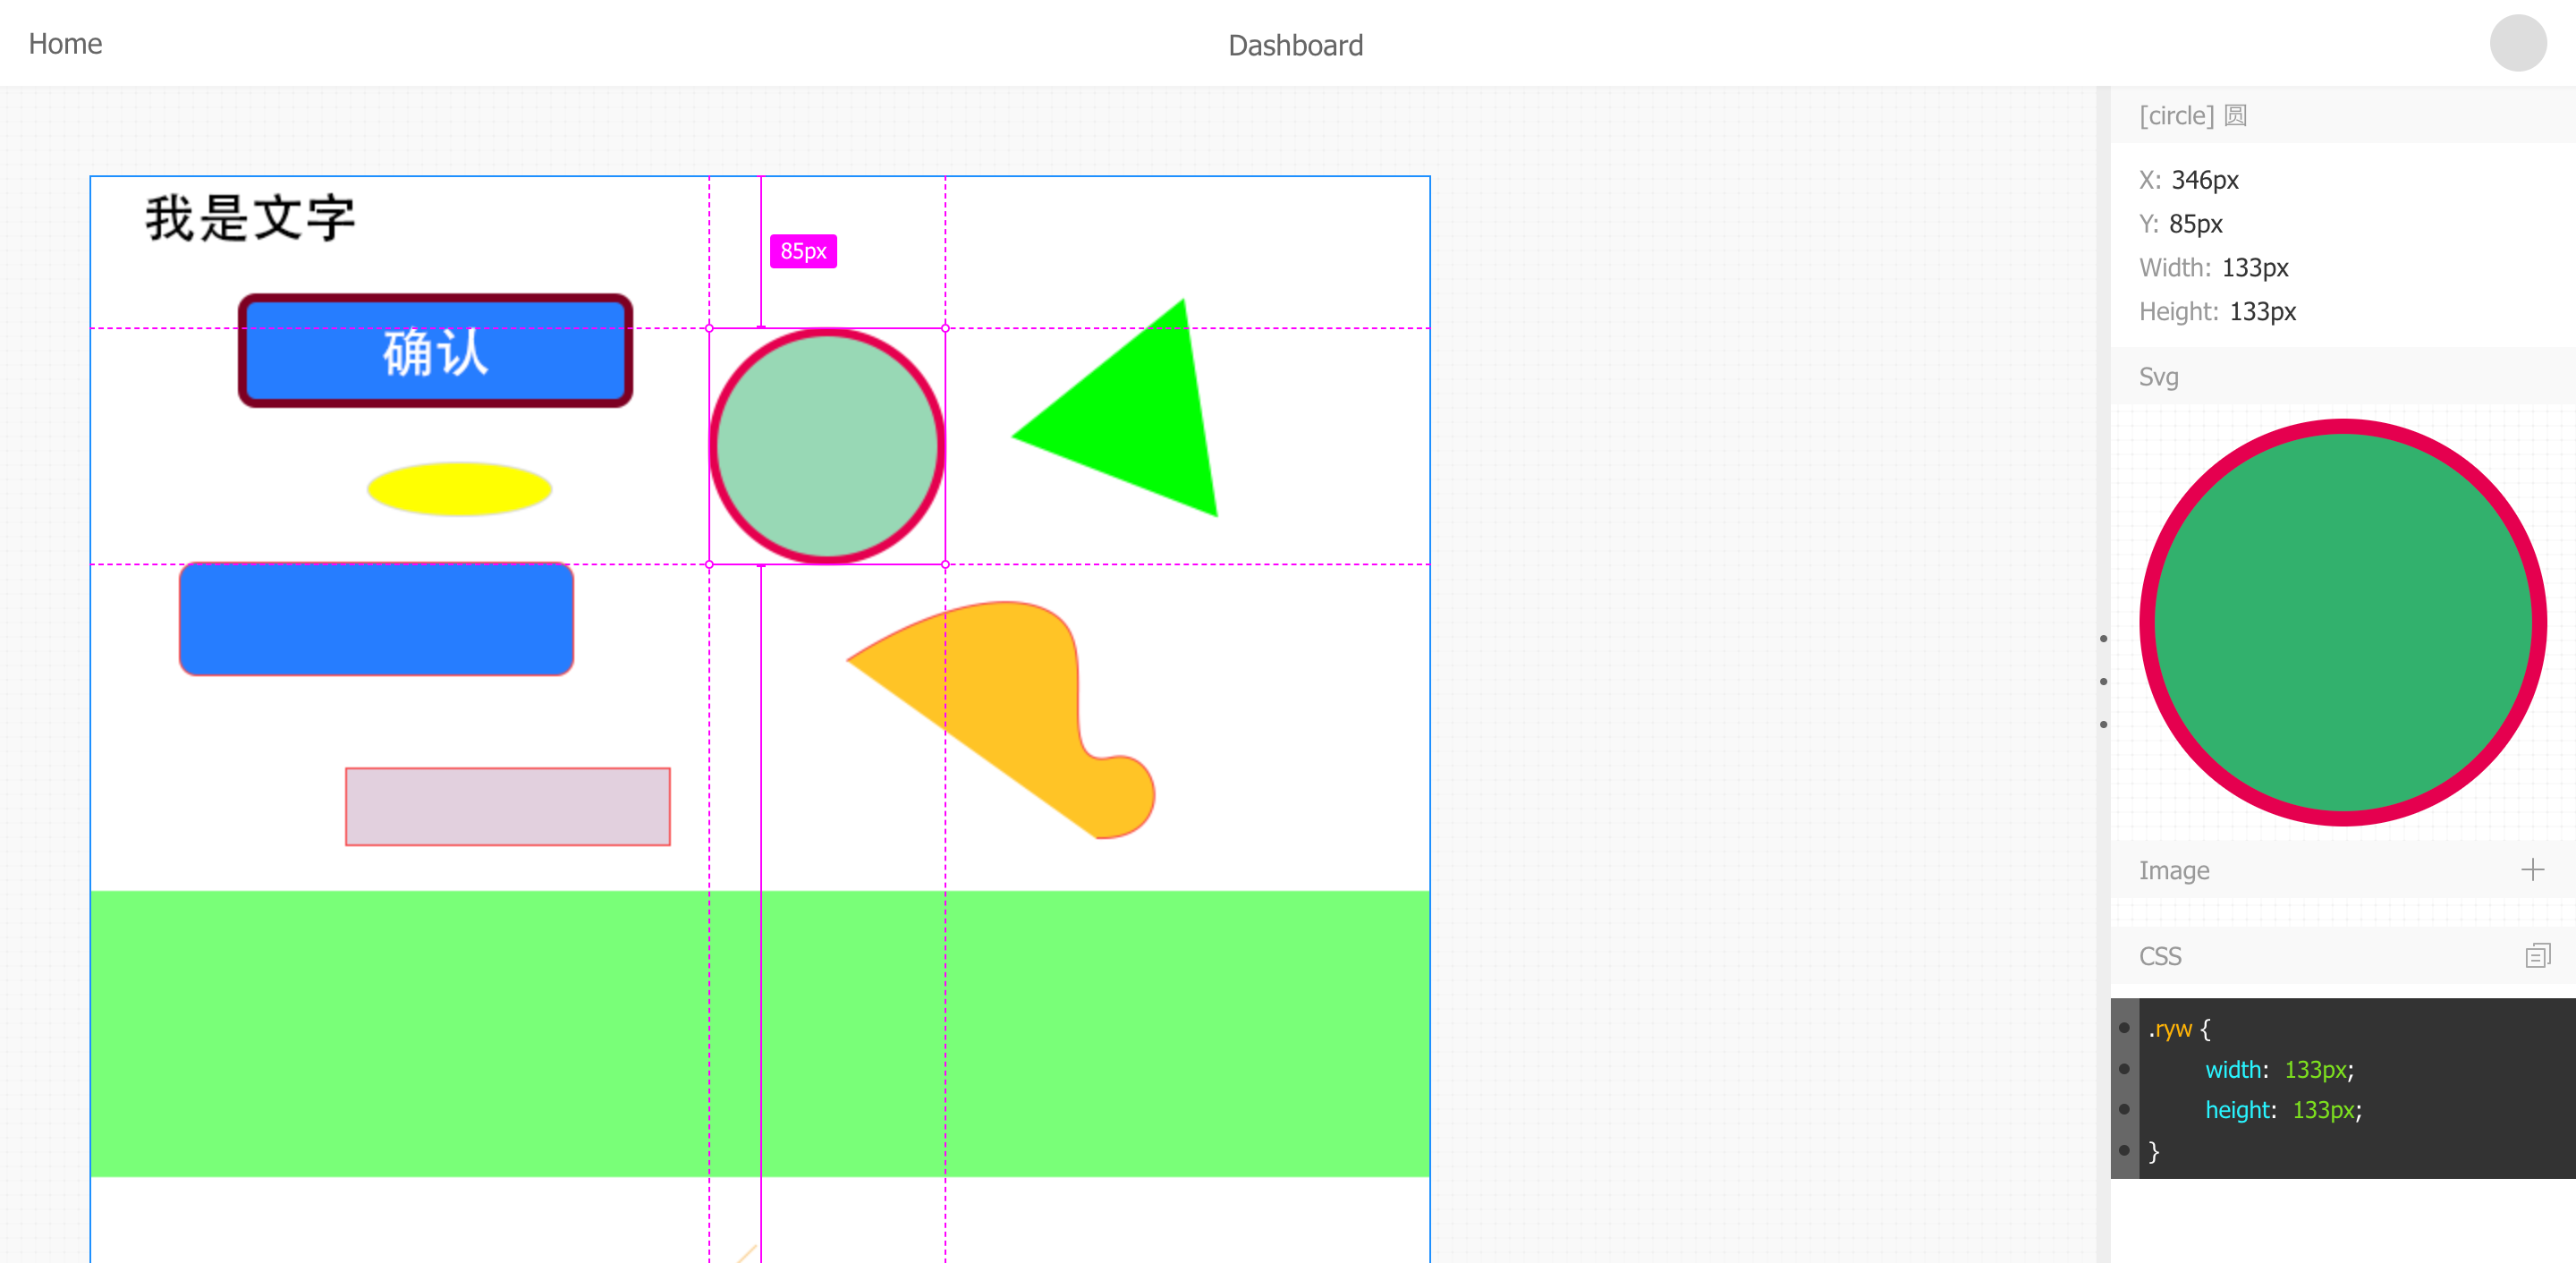 Home
Dashboard
我是文字
85px
确认
[circle] 圆
X: 346px
Y: 85px
Width: 133px
Height: 133px
Svg
Image
CSS
.ryw {
width: 133px;
height: 133px;
}